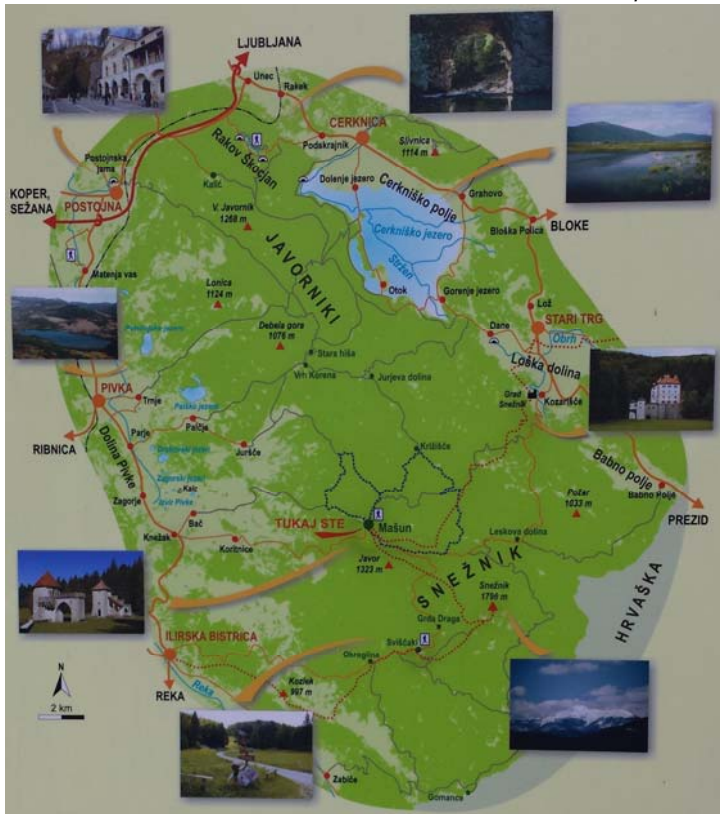 LJUBLJANA
Unec
Rakek
CERKNICA
Podskrajnik
Slivnica
1114 m
Rakov Škocjan
Postojnska
jama
Kalič
Dolenje jezero
Cerkniško polje
Grahovo
KOPER,
SEŽANA
POSTOJNA
V. Javornik
1268 m
Cerkniško jezero
Bloška Polica
BLOKE
JAVORNIKI
Stržen
Matenja vas
Lonica
1124 m
Otok
Gorenje jezero
Lož
STARI TRG
Dane
Obrh
Debela gora
1076 m
Stara hiša
Loška dolina
Vrh Korena
Jurjeva dolina
PIVKA
Trnje
Grad
Snežnik
Kozarišče
Palško jezero
Palčje
Parje
RIBNICA
Juršče
Križišče
Dolina Pivke
Babno polje
Babno Polje
Kalc
Izvir Pivke
Zagorje
Požar
1033 m
PREZID
Bač
TUKAJ STE
Mašun
Knežak
Koritnice
Leskova dolina
Javor
1323 m
SNEŽNIK
Snežnik
1796 m
HRVAŠKA
Grda Draga
ILIRSKA BISTRICA
Sviščaki
Okroglina
N
2 km
REKA
Reka
Kozlek
997 m
Zabiče
Gomance